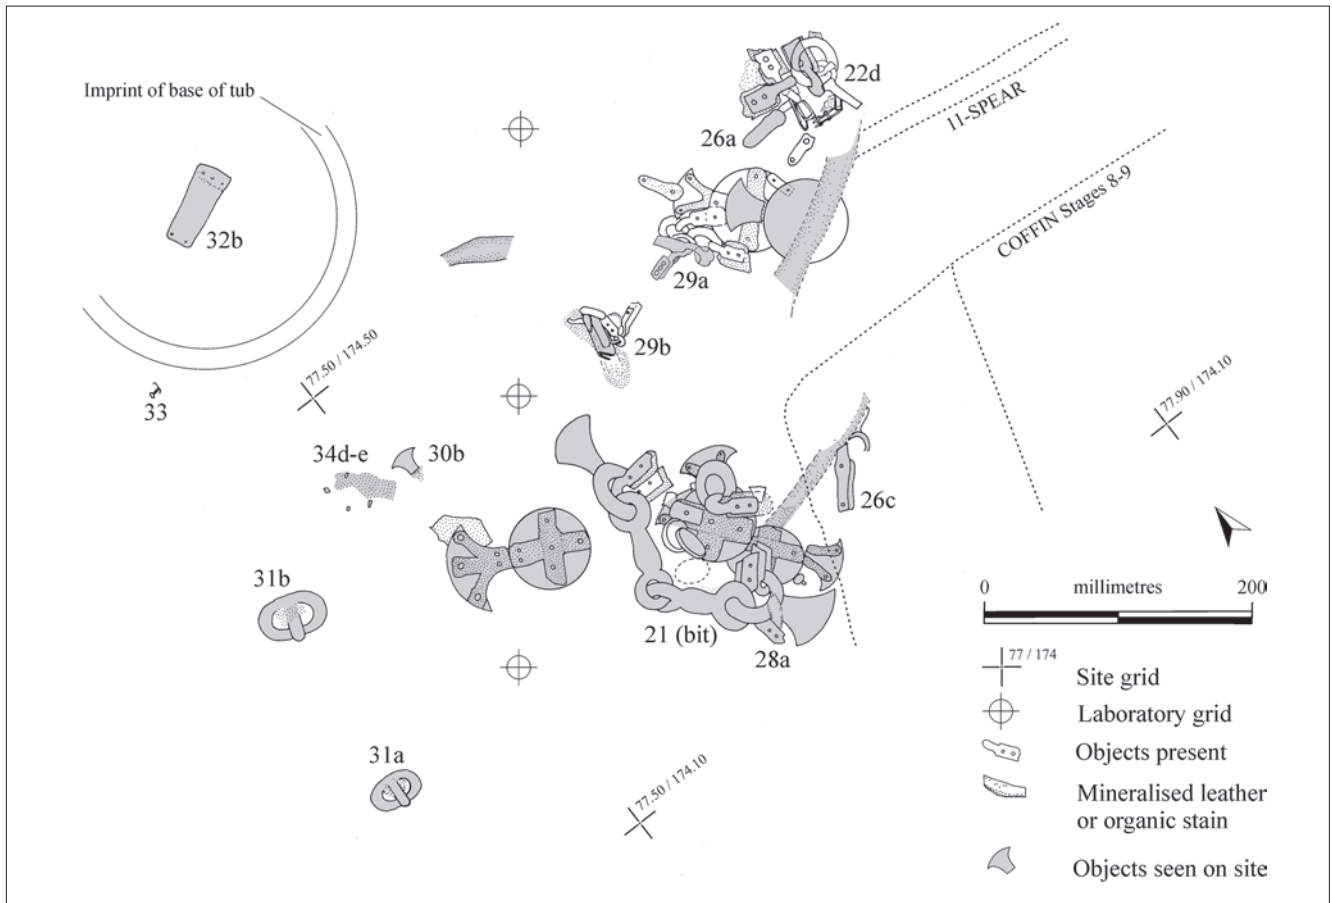 Imprint of base of tub
22d
11-SPEAR
26a
COFFIN Stages 8-9
32b
29a
29b
77.50 / 174.50
77.90 / 174.10
33
34d-e
30b
26c
31b
0 millimetres 200
21 (bit)
28a
77 / 174
Site grid
Laboratory grid
31a
Objects present
77.50 / 174.10
Mineralised leather
or organic stain
Objects seen on site